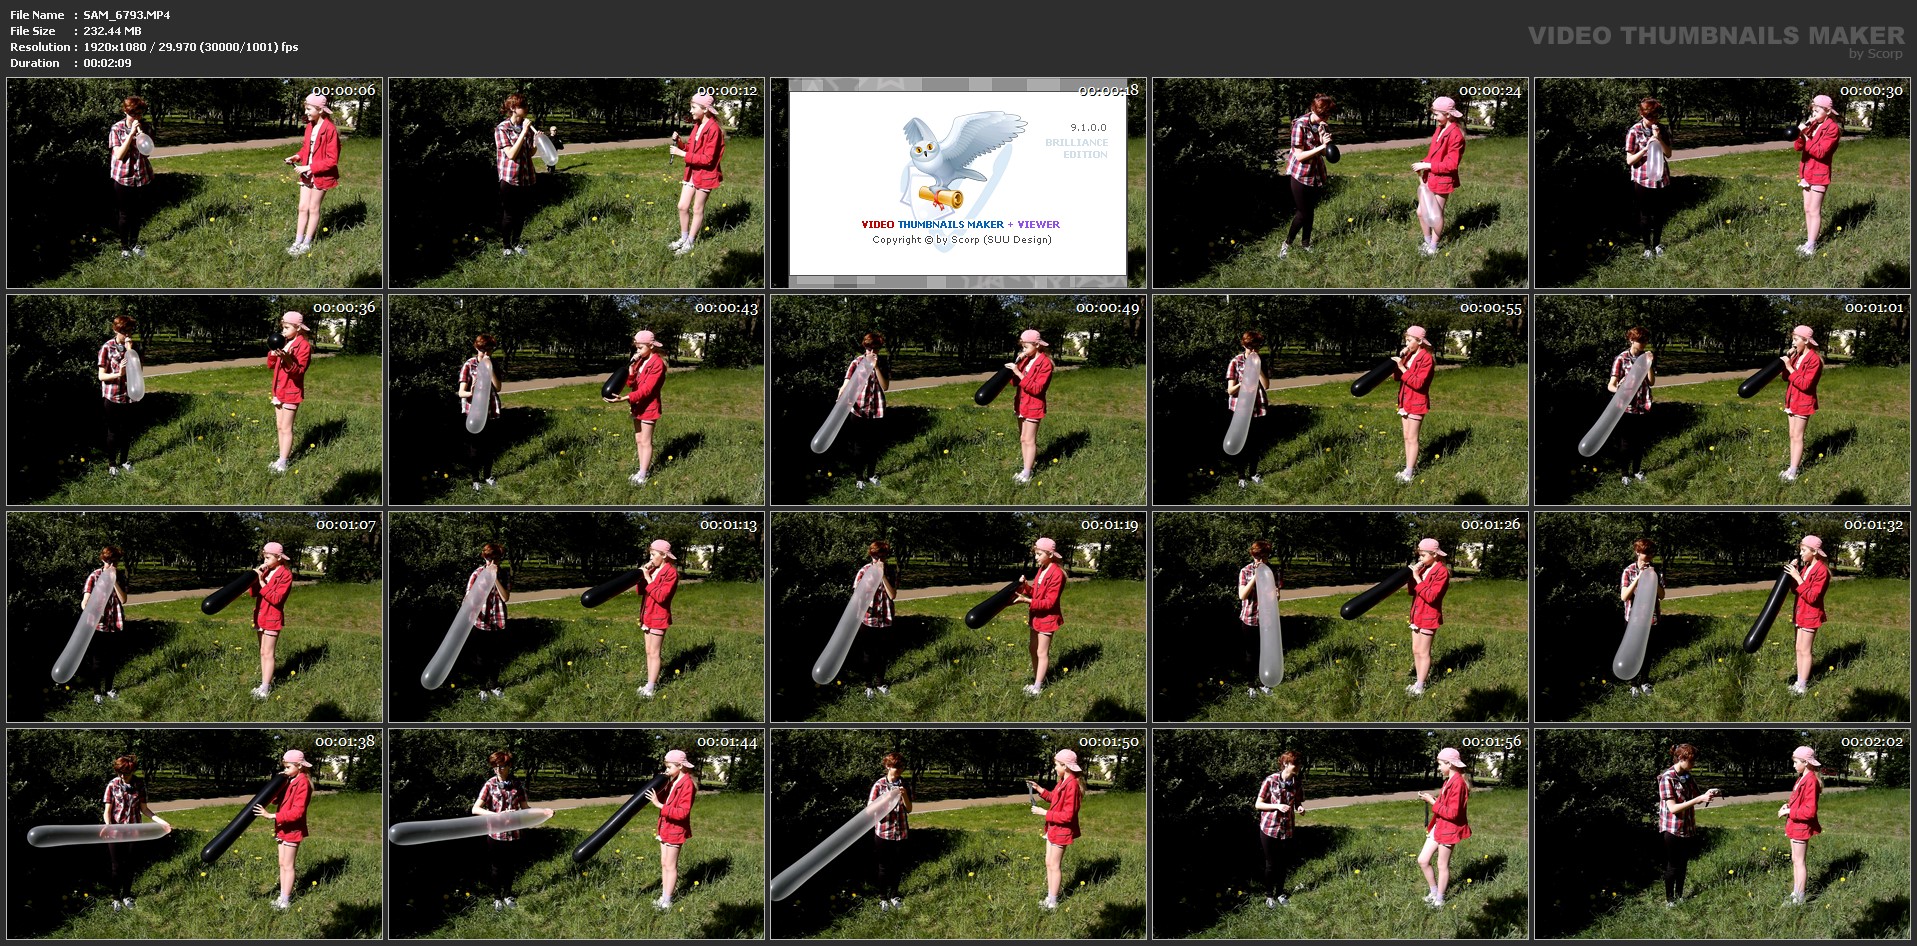 File Name : SAM_6793.MP4
File Size : 232.44 MB
Resolution : 1920x1080 / 29.970 (30000/1001) fps
Duration : 00:02:09
VIDEO THUMBNAILS MAKER
by Scorp
00:00:06
00:00:12
00:00:18
9.1.0.0
BRILLIANCE
EDITION
VIDEO THUMBNAILS MAKER + VIEWER
Copyright © by Scorp (SUU Design)
00:00:24
00:00:30
00:00:36
00:00:43
00:00:49
00:00:55
00:01:01
00:01:07
00:01:13
00:01:19
00:01:26
00:01:32
00:01:38
00:01:44
00:01:50
00:01:56
00:02:02